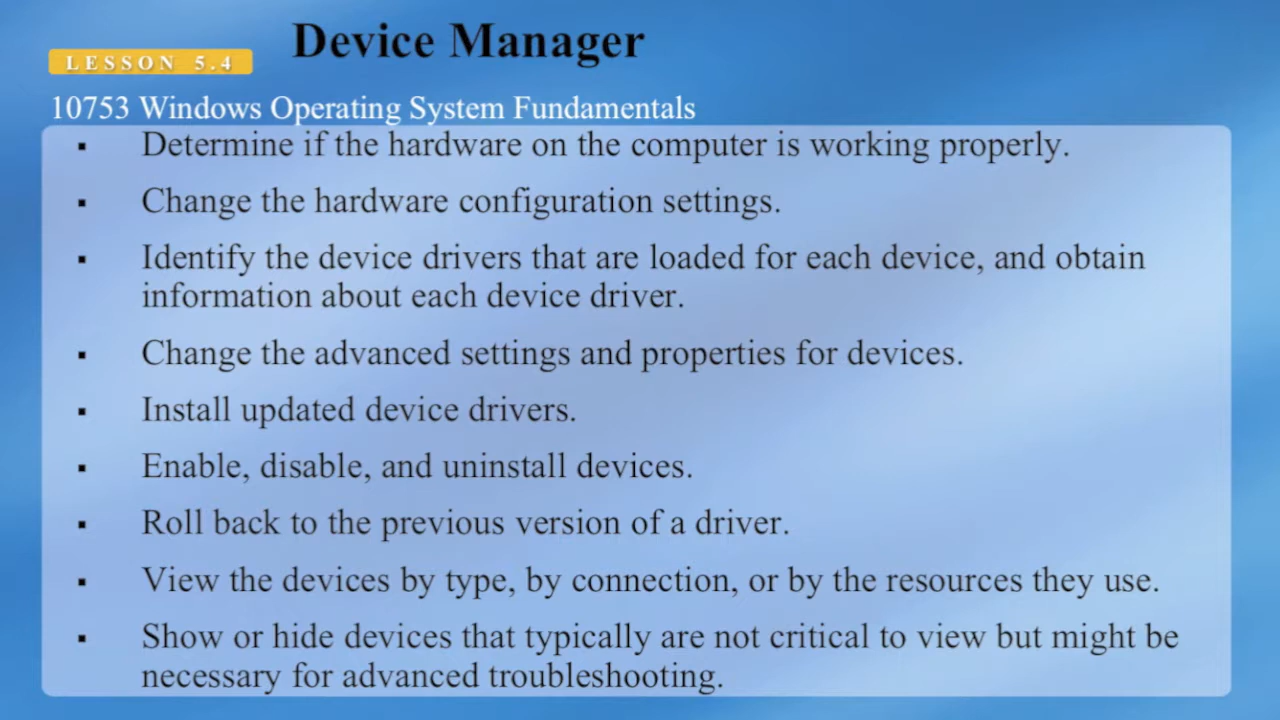 Device Manager
LESSON 5.4
10753 Windows Operating System Fundamentals
▪ Determine if the hardware on the computer is working properly.
▪ Change the hardware configuration settings.
▪ Identify the device drivers that are loaded for each device, and obtain
information about each device driver.
▪ Change the advanced settings and properties for devices.
▪ Install updated device drivers.
▪ Enable, disable, and uninstall devices.
▪ Roll back to the previous version of a driver.
▪ View the devices by type, by connection, or by the resources they use.
▪ Show or hide devices that typically are not critical to view but might be
necessary for advanced troubleshooting.